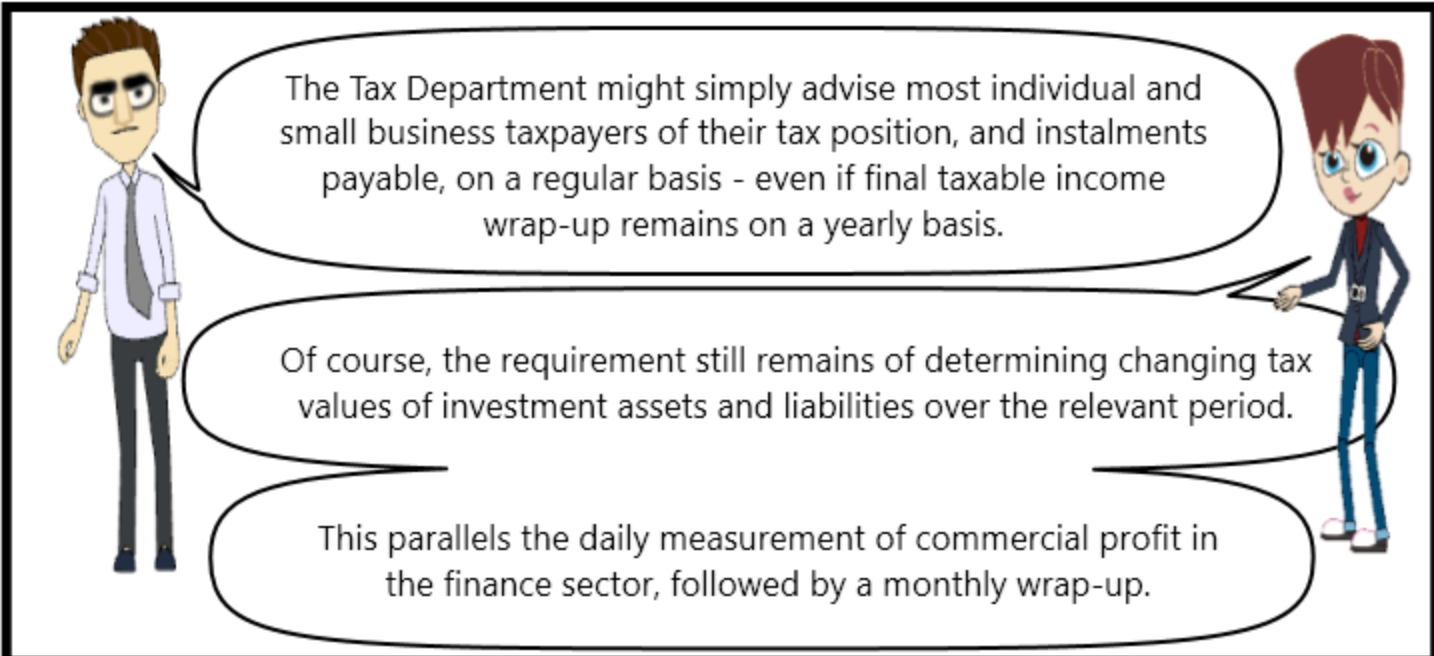 The Tax Department might simply advise most individual and
small business taxpayers of their tax position, and instalments
payable, on a regular basis - even if final taxable income
wrap-up remains on a yearly basis.
Of course, the requirement still remains of determining changing tax
values of investment assets and liabilities over the relevant period.
This parallels the daily measurement of commercial profit in
the finance sector, followed by a monthly wrap-up.